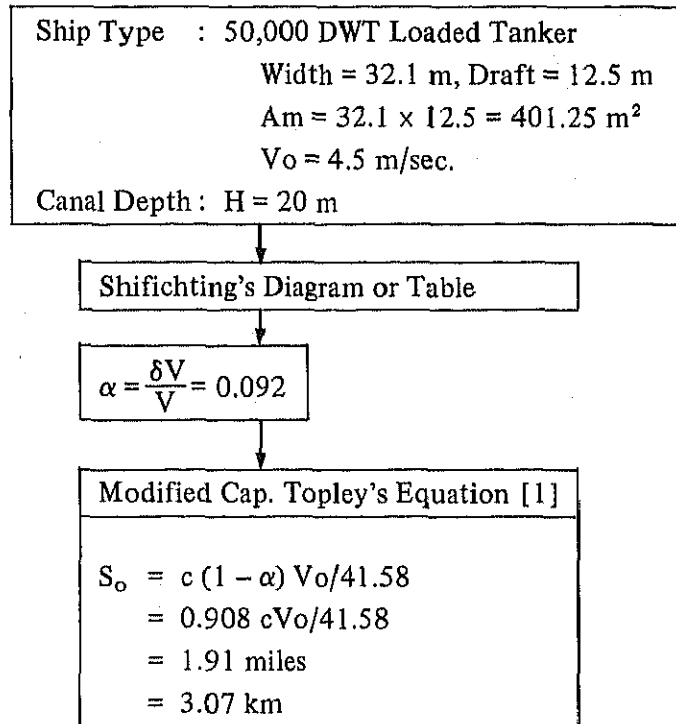 Ship Type : 50,000 DWT Loaded Tanker
Width = 32.1 m, Draft = 12.5 m
Am = 32.1 x 12.5 = 401.25 m²
Vo = 4.5 m/sec.
Canal Depth : H = 20 m
Shifichting's Diagram or Table
α = δV/V = 0.092
Modified Cap. Topley's Equation [1]
So = c (1 − α) Vo/41.58
= 0.908 cVo/41.58
= 1.91 miles
= 3.07 km